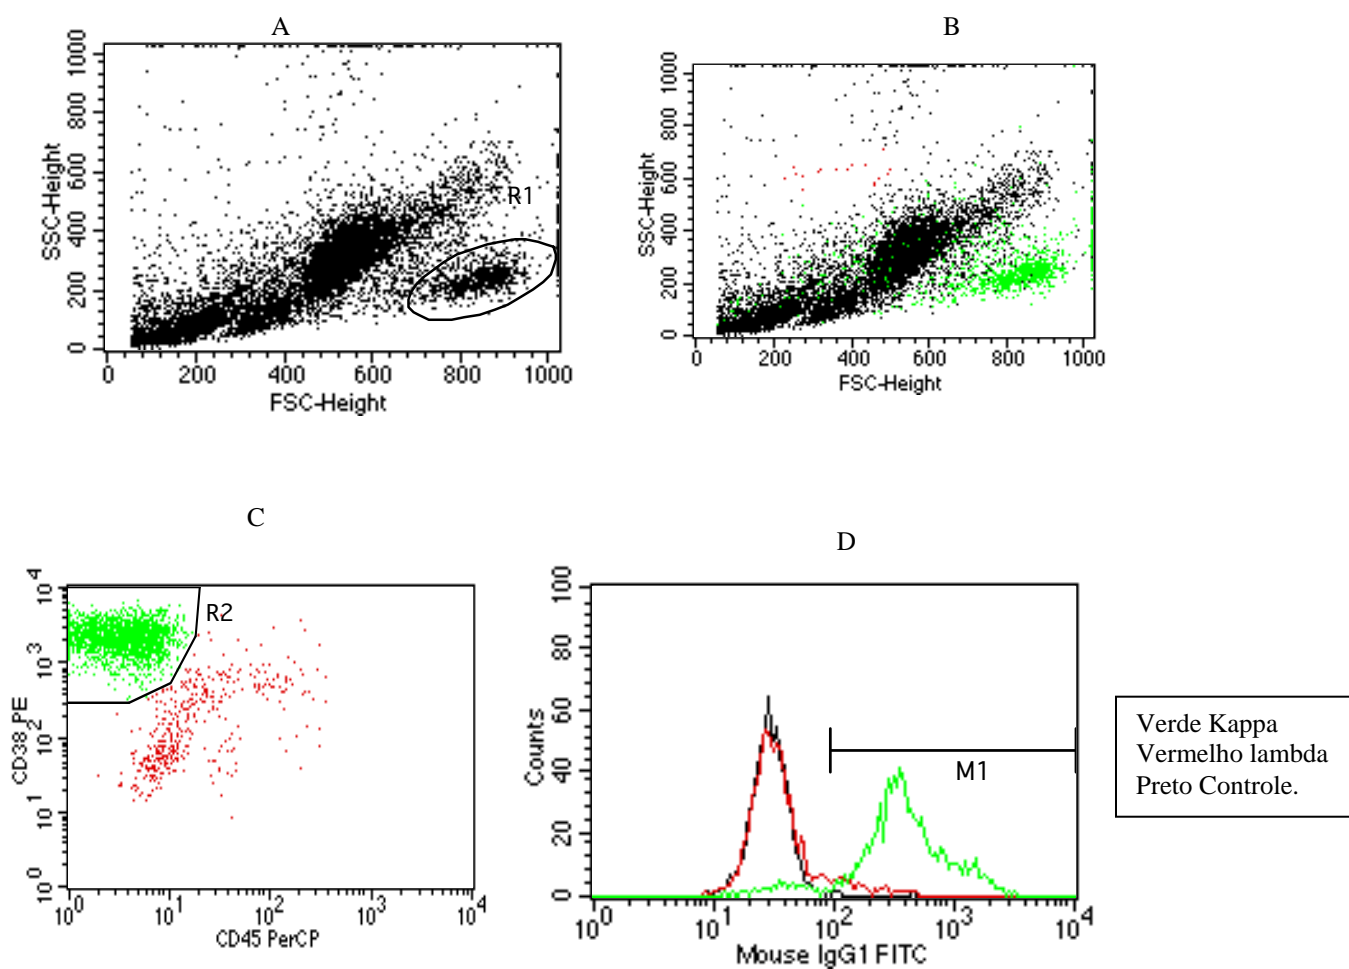 A
B
1000
800
600
400
200
0
SSC-Height
R1
0 200 400 600 800 1000
FSC-Height
1000
800
600
400
200
0
SSC-Height
0 200 400 600 800 1000
FSC-Height
C
D
10^4
10^3
10^2
10^1
10^0
CD38 PE
R2
10^0 10^1 10^2 10^3 10^4
CD45 PerCP
100
80
60
40
20
0
Counts
M1
10^0 10^1 10^2 10^3 10^4
Mouse IgG1 FITC
Verde Kappa
Vermelho lambda
Preto Controle.